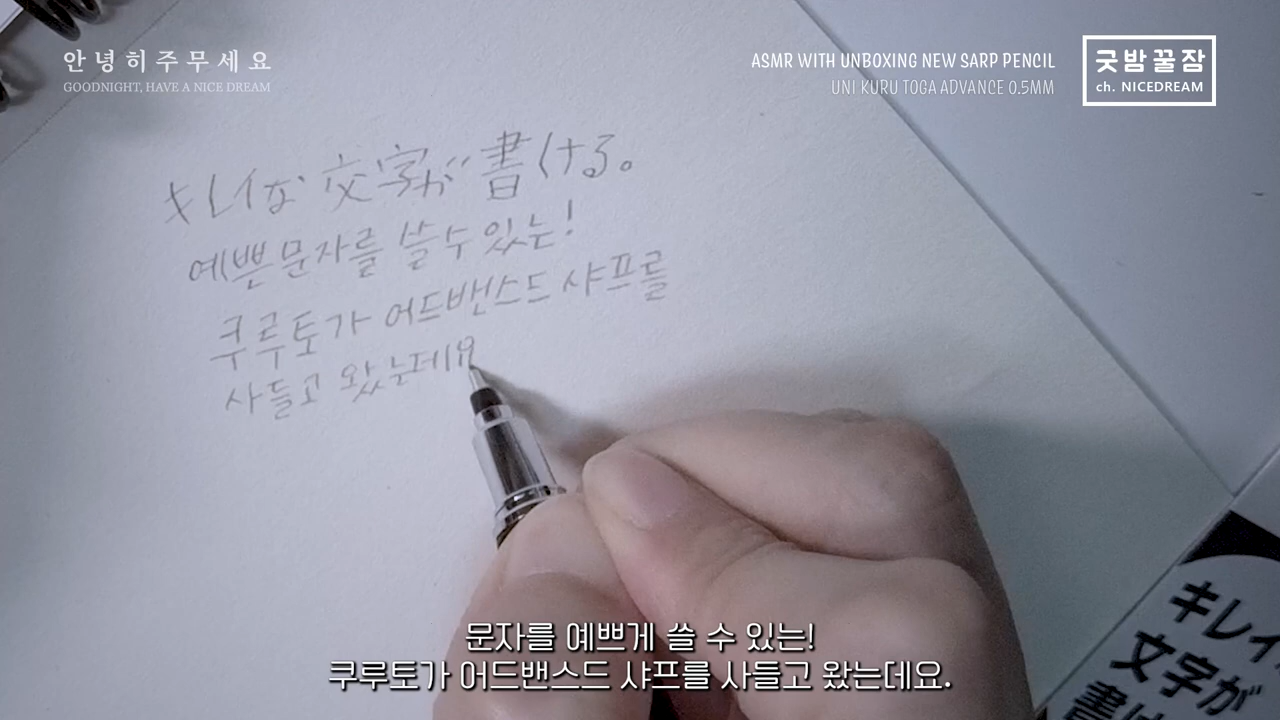 안녕히주무세요
GOODNIGHT, HAVE A NICE DREAM
ASMR WITH UNBOXING NEW SARP PENCIL
UNI KURU TOGA ADVANCE 0.5MM
굿밤꿀잠
ch. NICEDREAM
キレイな文字が書ける。
예쁜문자를 쓸수있는!
쿠루토가 어드밴스드 샤프를
사들고 왔는데요
キレイ
文字が
書け
문자를 예쁘게 쓸 수 있는!
쿠루토가 어드밴스드 샤프를 사들고 왔는데요.